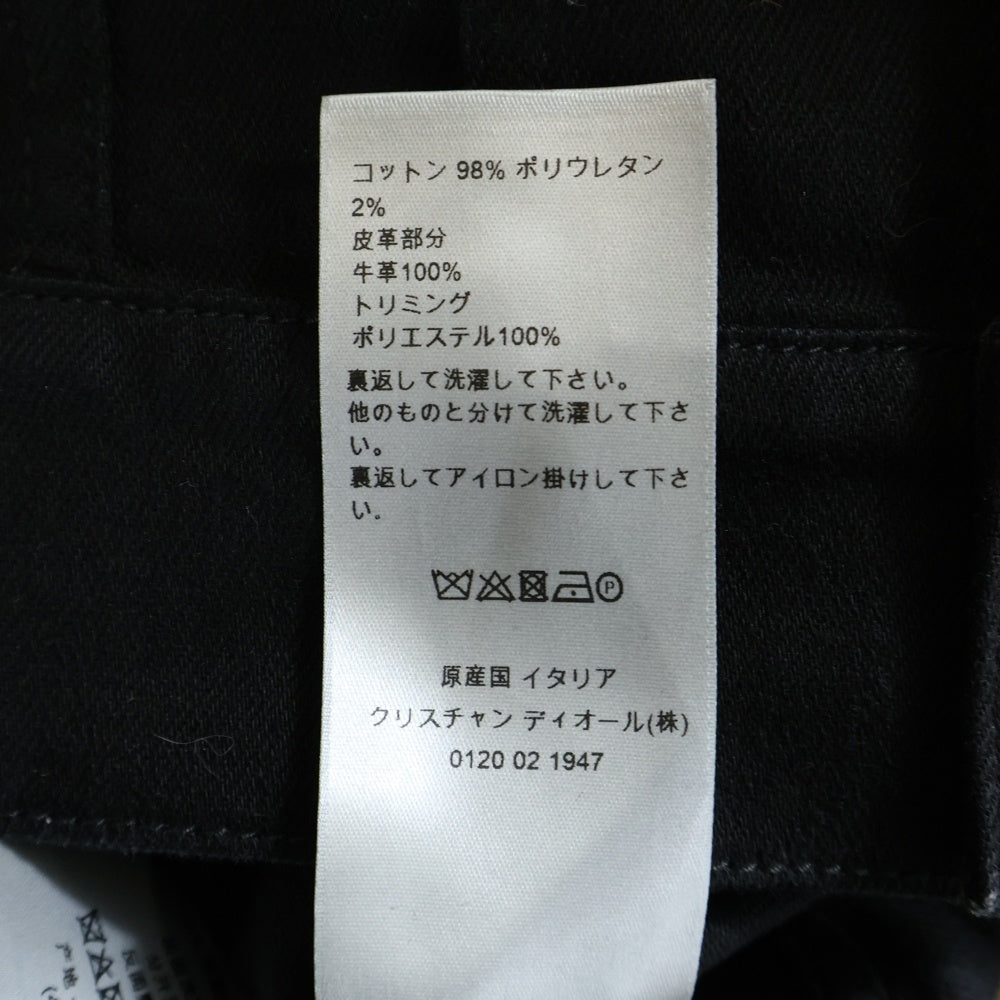 コットン 98% ポリウレタン
2%
皮革部分
牛革100%
トリミング
ポリエステル100%
裏返して洗濯して下さい。
他のものと分けて洗濯して下さ
い。
裏返してアイロン掛けして下さ
い.
P
原産国 イタリア
クリスチャン ディオール(株)
0120 02 1947
产地